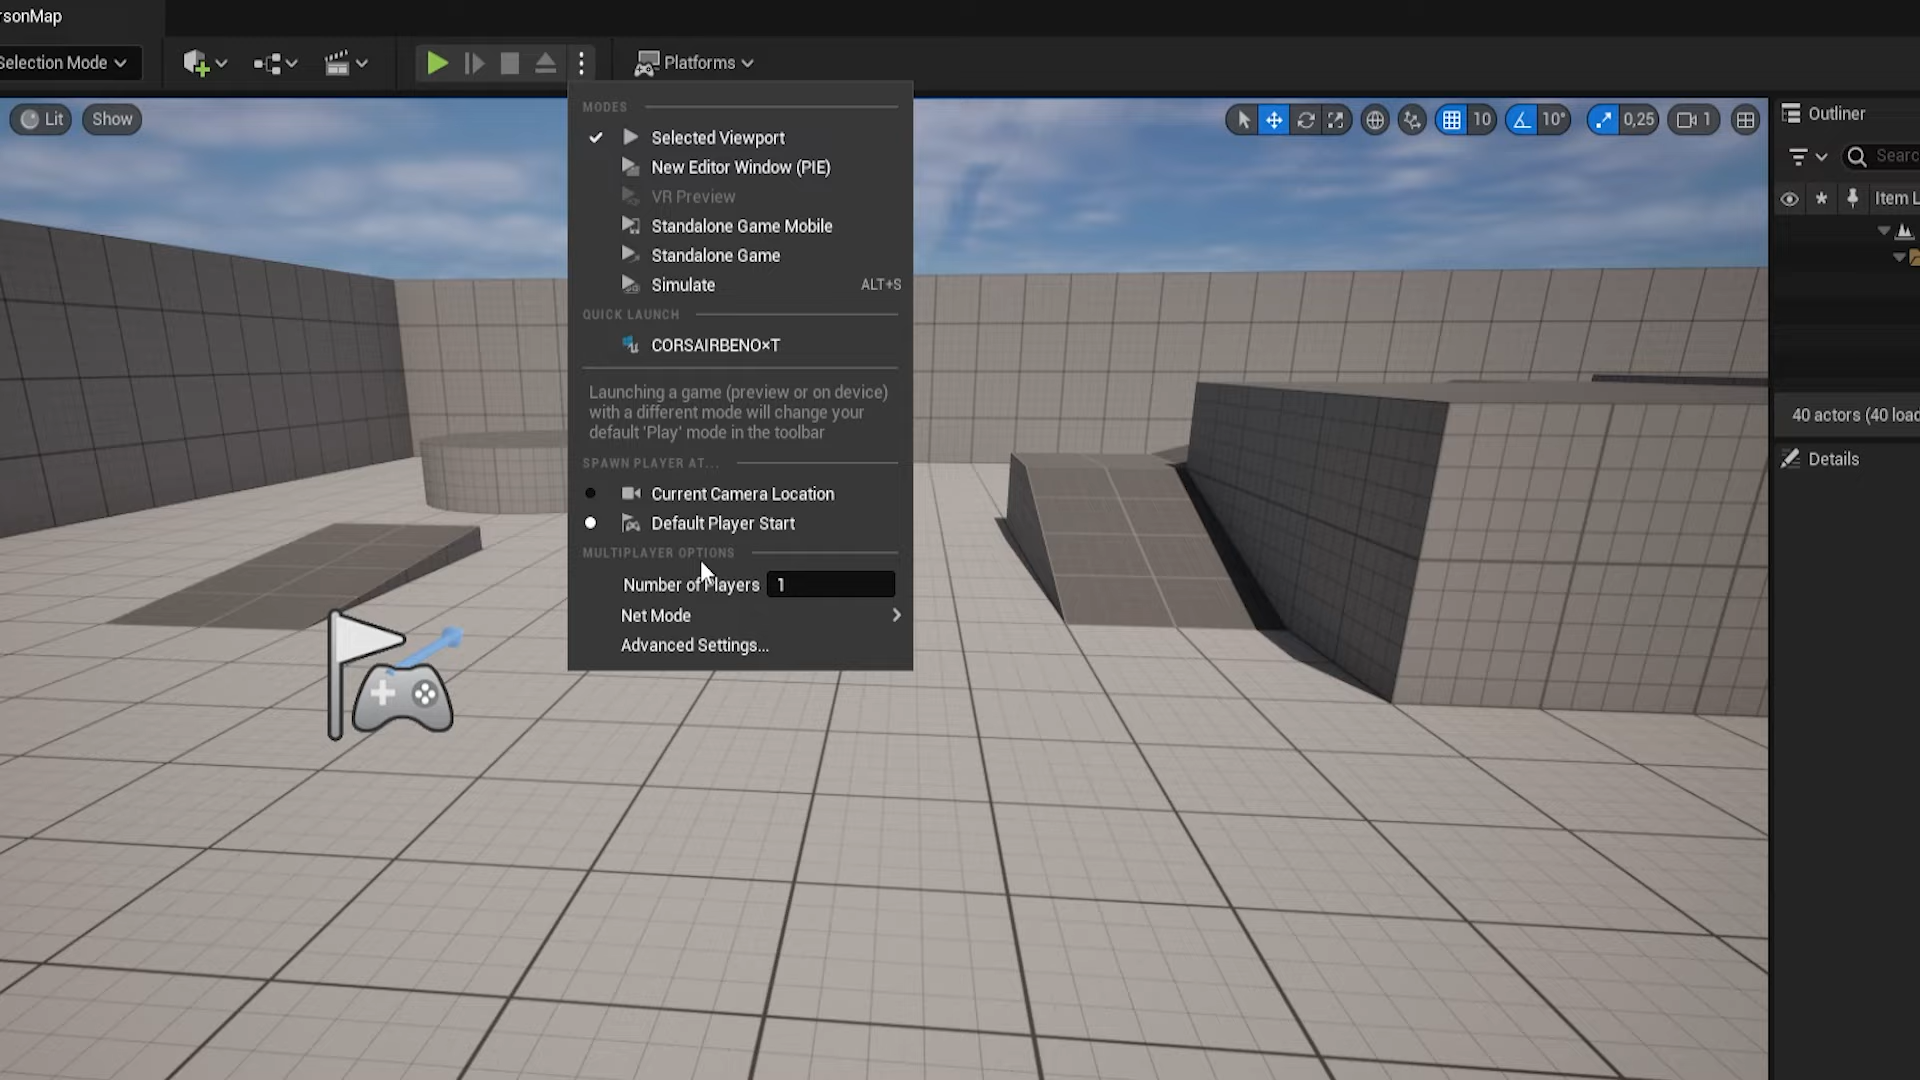 rsonMap
Selection Mode
Platforms
Lit
Show
10
10°
0,25
1
Outliner
Searc
Item L
40 actors (40 load
Details
MODES
Selected Viewport
New Editor Window (PIE)
VR Preview
Standalone Game Mobile
Standalone Game
Simulate ALT+S
QUICK LAUNCH
CORSAIRBENO×T
Launching a game (preview or on device)
with a different mode will change your
default 'Play' mode in the toolbar
SPAWN PLAYER AT...
Current Camera Location
Default Player Start
MULTIPLAYER OPTIONS
Number of Players 1
Net Mode
Advanced Settings...